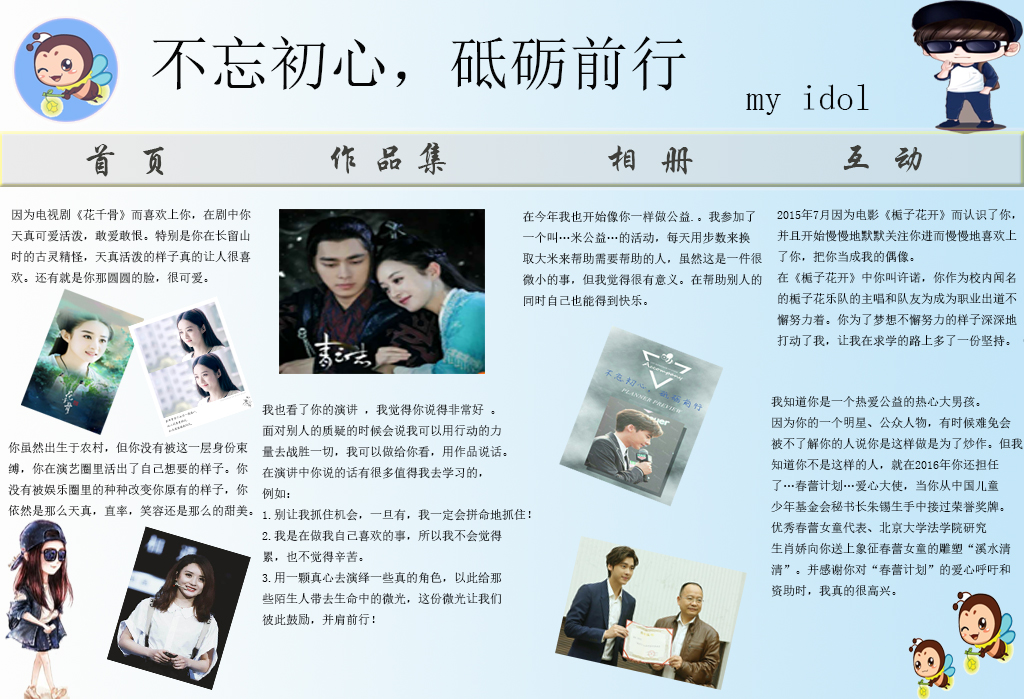 不忘初心，砥砺前行
my idol
首 页
作 品 集
相 册
互 动
因为电视剧《花千骨》而喜欢上你，在剧中你
天真可爱活泼，敢爱敢恨。特别是你在长留山
时的古灵精怪，天真活泼的样子真的让人很喜
欢。还有就是你那圆圆的脸，很可爱。
花千骨
你虽然出生于农村，但你没有被这一层身份束
缚，你在演艺圈里活出了自己想要的样子。你
没有被娱乐圈里的种种改变你原有的样子，你
依然是那么天真，直率，笑容还是那么的甜美。
青云志
我也看了你的演讲 ，我觉得你说得非常好 。
面对别人的质疑的时候会说我可以用行动的力
量去战胜一切，我可以做给你看，用作品说话。
在演讲中你说的话有很多值得我去学习的，
例如：
1.别让我抓住机会，一旦有，我一定会拼命地抓住！
2.我是在做我自己喜欢的事，所以我不会觉得
累，也不觉得辛苦。
3.用一颗真心去演绎一些真的角色，以此给那
些陌生人带去生命中的微光，这份微光让我们
彼此鼓励，并肩前行！
在今年我也开始像你一样做公益.。我参加了
一个叫…米公益…的活动，每天用步数来换
取大米来帮助需要帮助的人，虽然这是一件很
微小的事，但我觉得很有意义。在帮助别人的
同时自己也能得到快乐。
不忘初心 砥砺前行
PLANNER PREVIEW
2015年7月因为电影《栀子花开》而认识了你，
并且开始慢慢地默默关注你进而慢慢地喜欢上
了你，把你当成我的偶像。
在《栀子花开》中你叫许诺，你作为校内闻名
的栀子花乐队的主唱和队友为成为职业出道不
懈努力着。你为了梦想不懈努力的样子深深地
打动了我，让我在求学的路上多了一份坚持。
我知道你是一个热爱公益的热心大男孩。
因为你的一个明星、公众人物，有时候难免会
被不了解你的人说你是这样做是为了炒作。但我
知道你不是这样的人，就在2016年你还担任
了…春蕾计划…爱心大使，当你从中国儿童
少年基金会秘书长朱锡生手中接过荣誉奖牌。
优秀春蕾女童代表、北京大学法学院研究
生肖娇向你送上象征春蕾女童的雕塑“溪水清
清”。并感谢你对“春蕾计划”的爱心呼吁和
资助时，我真的很高兴。